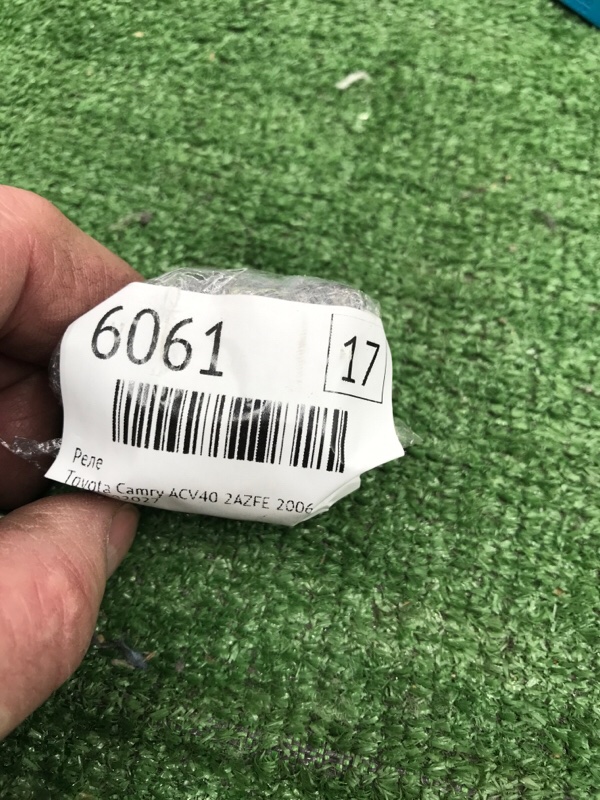 6061
17
Реле
Toyota Camry ACV40 2AZFE 2006